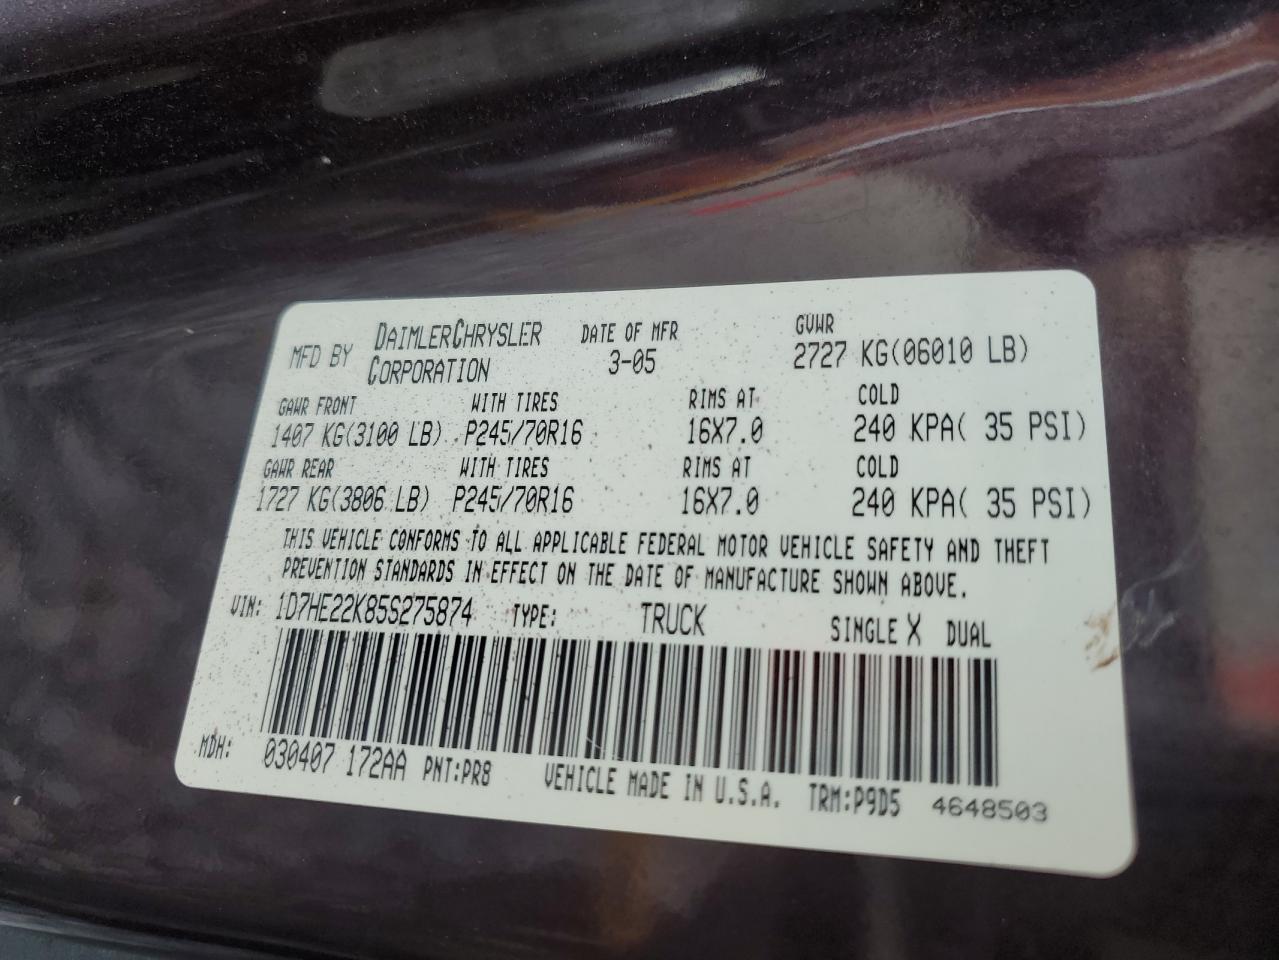 MFD BY DAIMLERCHRYSLER CORPORATION DATE OF MFR 3-05 GVWR 2727 KG(06010 LB)
GAWR FRONT WITH TIRES RIMS AT COLD
1407 KG(3100 LB) P245/70R16 16X7.0 240 KPA( 35 PSI)
GAWR REAR WITH TIRES RIMS AT COLD
1727 KG(3806 LB) P245/70R16 16X7.0 240 KPA( 35 PSI)
THIS VEHICLE CONFORMS TO ALL APPLICABLE FEDERAL MOTOR VEHICLE SAFETY AND THEFT
PREVENTION STANDARDS IN EFFECT ON THE DATE OF MANUFACTURE SHOWN ABOVE.
VIN: 1D7HE22K85S275874 TYPE: TRUCK SINGLE X DUAL
MDH: 030407 172AA PNT:PR8 VEHICLE MADE IN U.S.A. TRM:P9D5 4648503